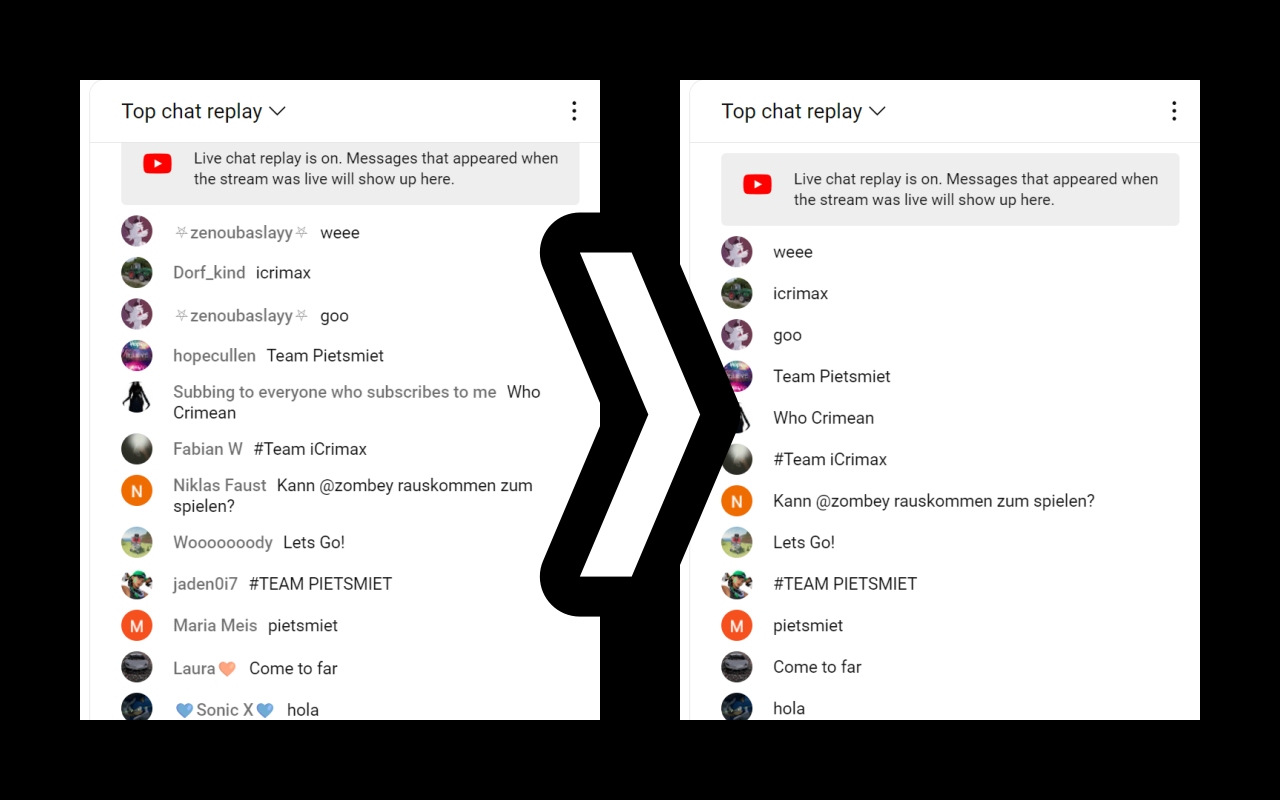 Top chat replay
Live chat replay is on. Messages that appeared when
the stream was live will show up here.
⛧zenoubaslayy⛧ weee
Dorf_kind icrimax
⛧zenoubaslayy⛧ goo
hopecullen Team Pietsmiet
Subbing to everyone who subscribes to me Who
Crimean
Fabian W #Team iCrimax
N Niklas Faust Kann @zombey rauskommen zum
spielen?
Wooooooody Lets Go!
jaden0i7 #TEAM PIETSMIET
M Maria Meis pietsmiet
Laura🧡 Come to far
💙Sonic X💙 hola
Top chat replay
Live chat replay is on. Messages that appeared when
the stream was live will show up here.
weee
icrimax
goo
Team Pietsmiet
Who Crimean
#Team iCrimax
N Kann @zombey rauskommen zum spielen?
Lets Go!
#TEAM PIETSMIET
M pietsmiet
Come to far
hola